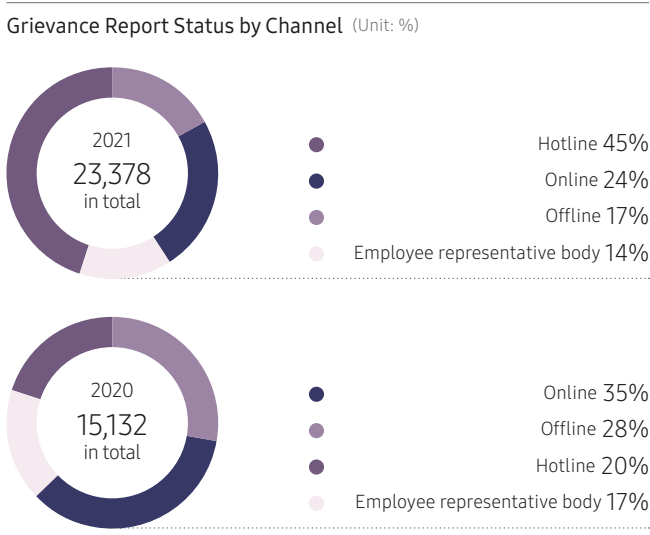 Grievance Report Status by Channel (Unit: %)
2021
23,378
in total
Hotline 45%
Online 24%
Offline 17%
Employee representative body 14%
2020
15,132
in total
Online 35%
Offline 28%
Hotline 20%
Employee representative body 17%